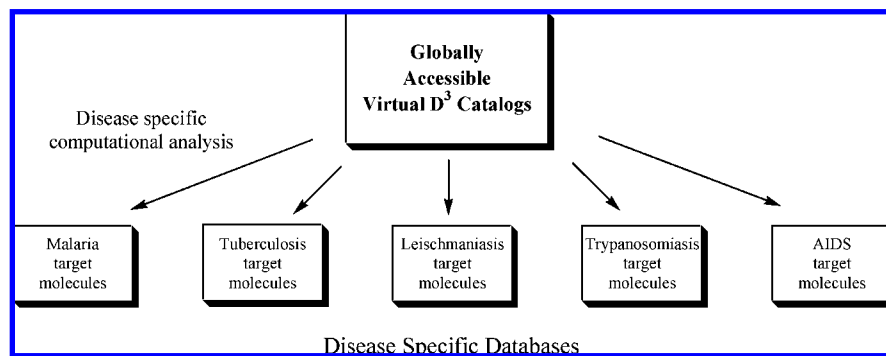 Globally
Accessible
Virtual D³ Catalogs
Disease specific
computational analysis
Malaria
target
molecules
Tuberculosis
target
molecules
Leischmaniasis
target
molecules
Trypanosomiasis
target
molecules
AIDS
target
molecules
Disease Specific Databases